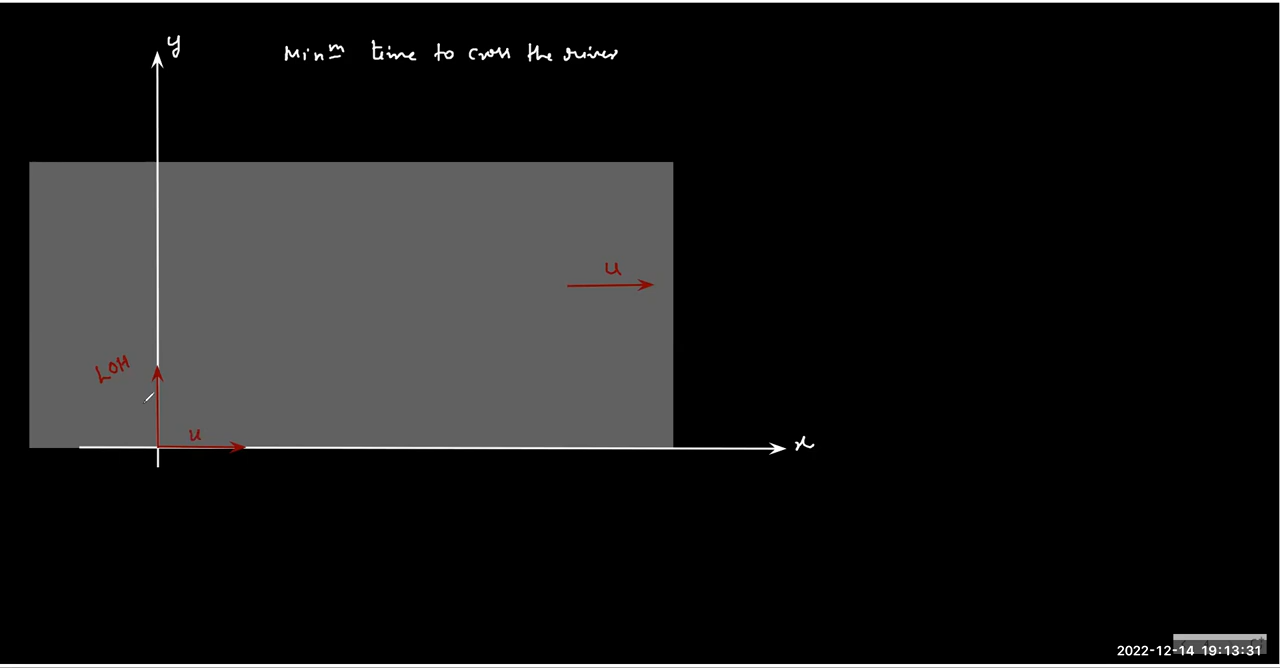 y
Minᵐ time to cross the river
u
LOH
u
x
2022-12-14 19:13:31